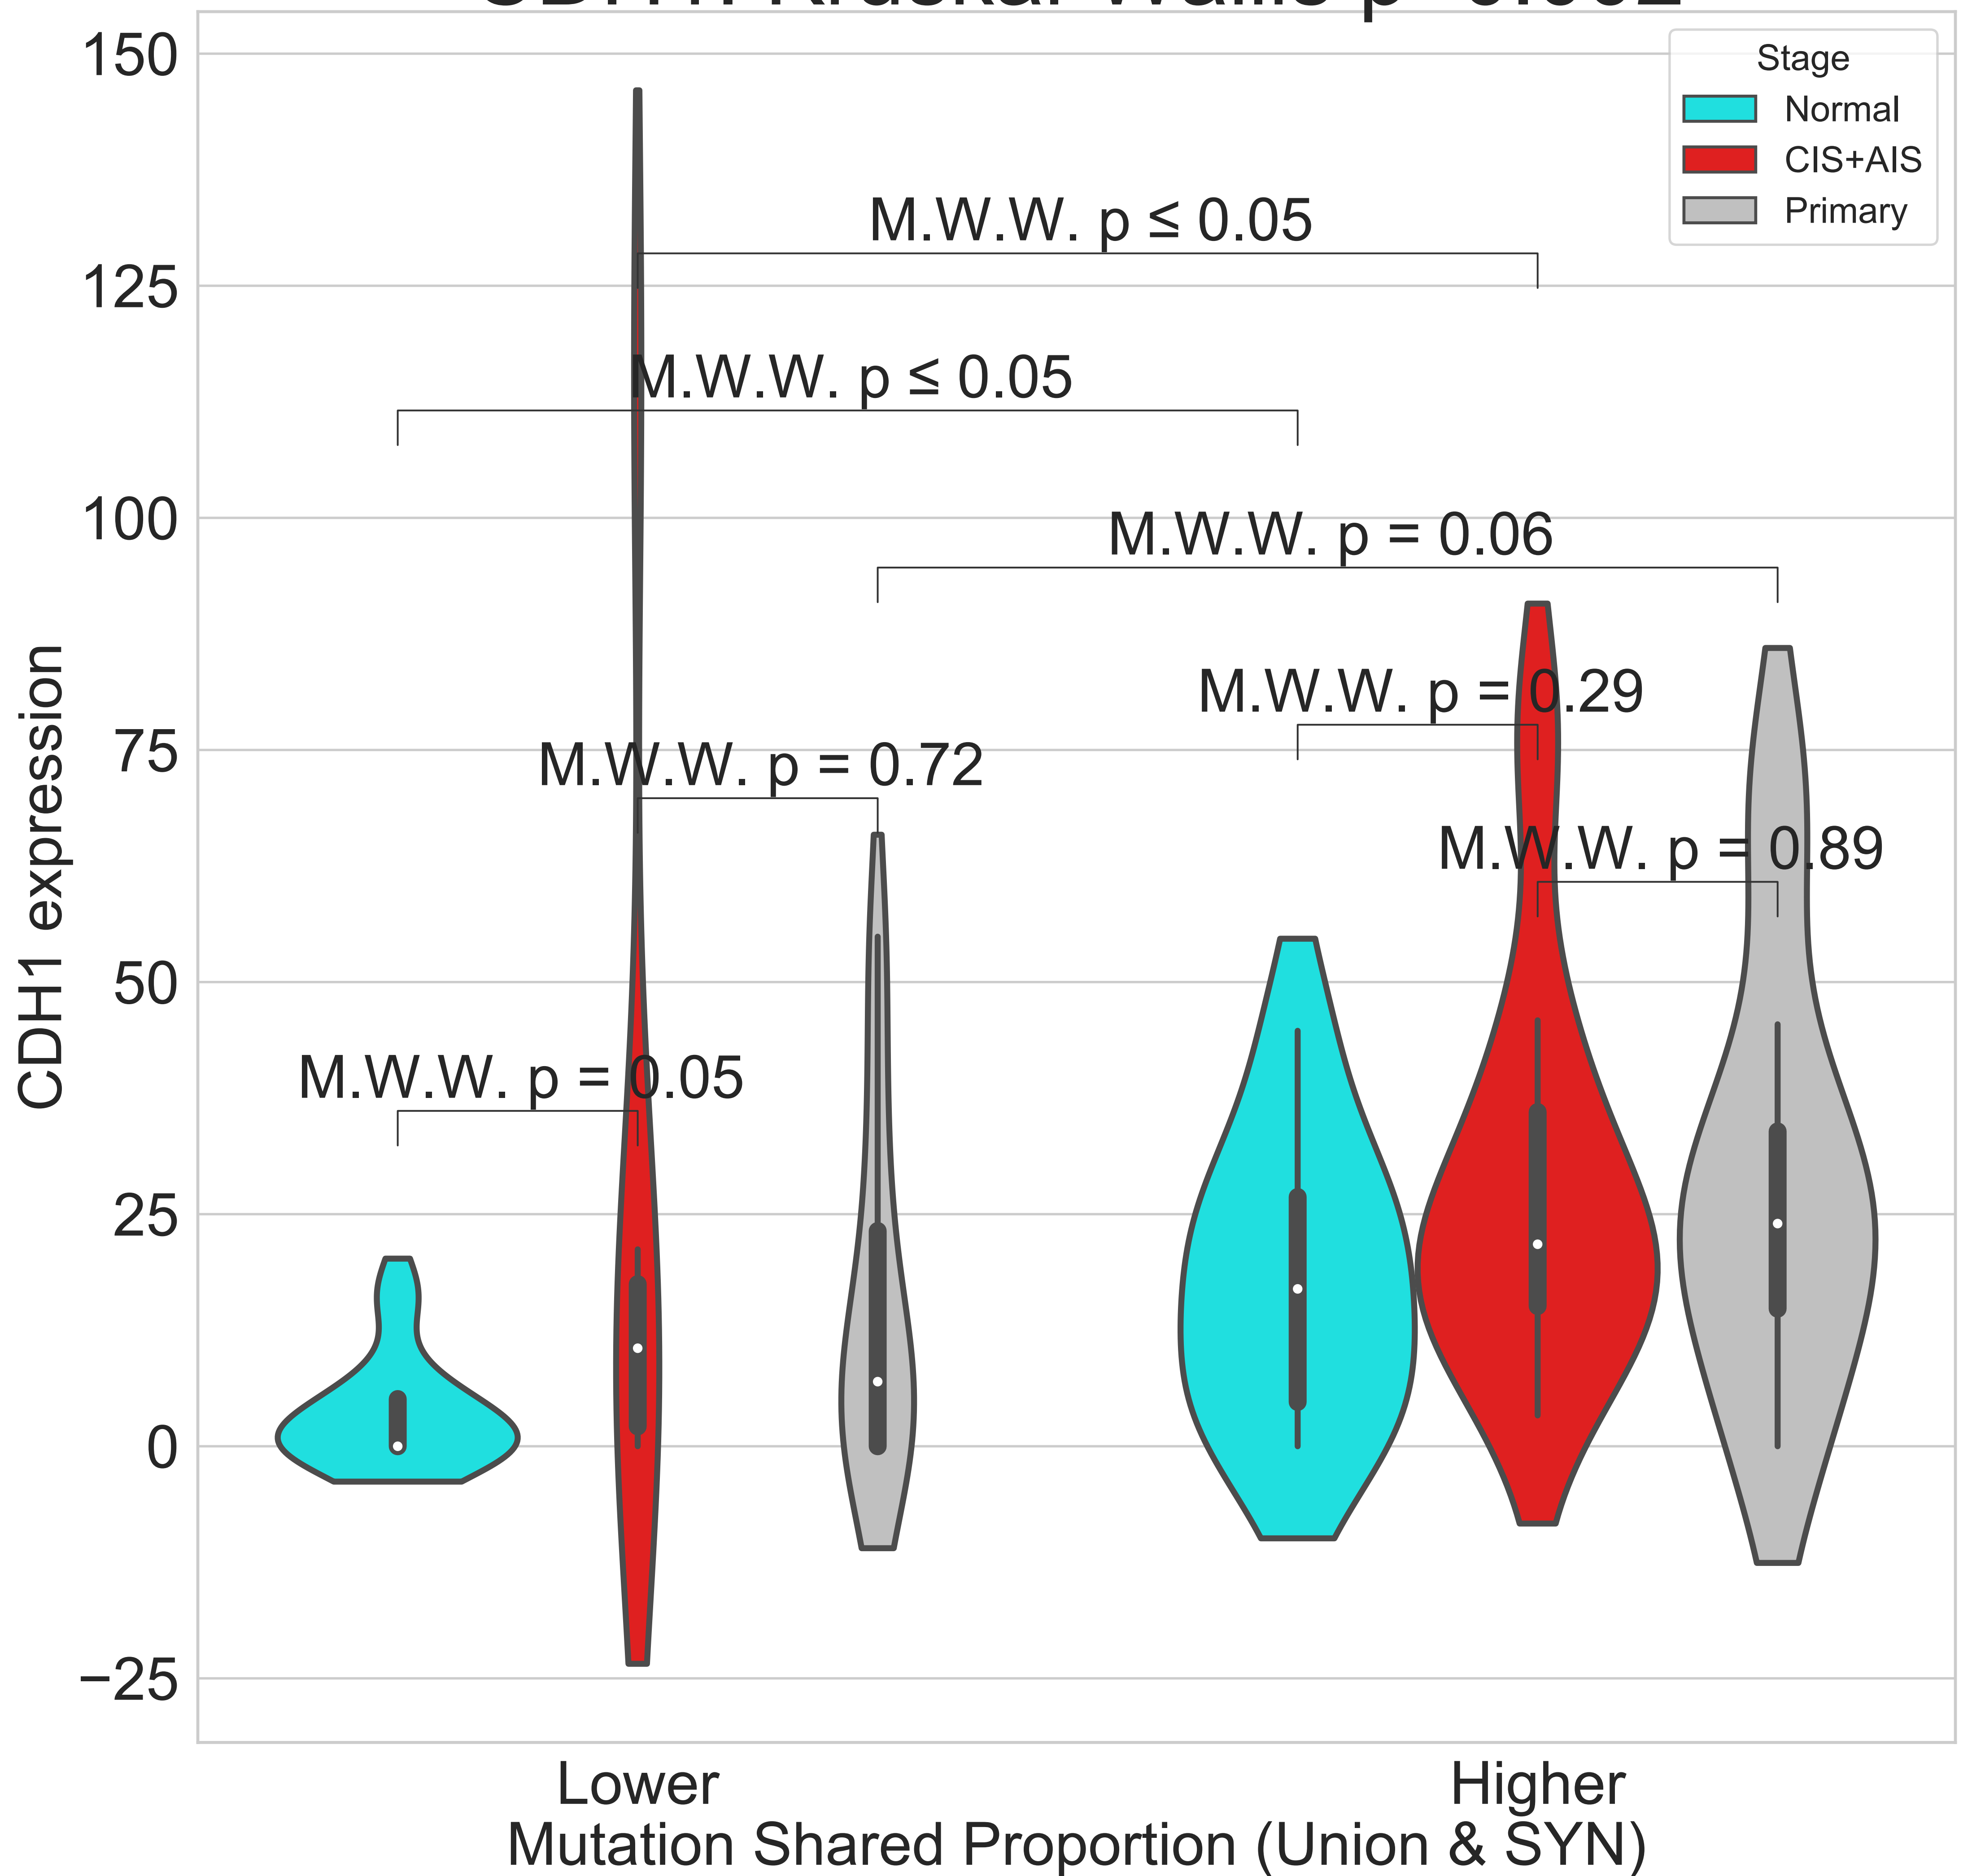 150
125
100
75
50
25
0
−25
CDH1 expression
Stage
Normal
CIS+AIS
Primary
M.W.W. p ≤ 0.05
M.W.W. p ≤ 0.05
M.W.W. p = 0.06
M.W.W. p = 0.29
M.W.W. p = 0.72
M.W.W. p = 0.89
M.W.W. p = 0.05
Lower
Higher
Mutation Shared Proportion (Union & SYN)